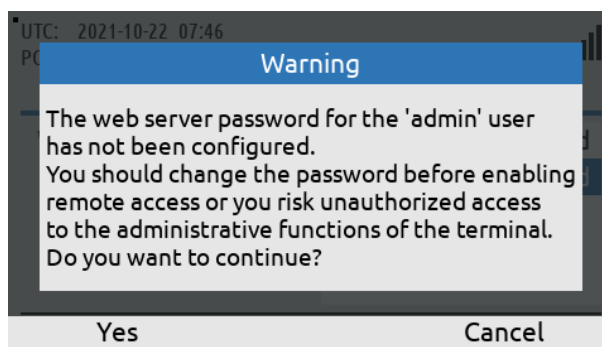 UTC: 2021-10-22 07:46
Warning
The web server password for the 'admin' user
has not been configured.
You should change the password before enabling
remote access or you risk unauthorized access
to the administrative functions of the terminal.
Do you want to continue?
Yes Cancel